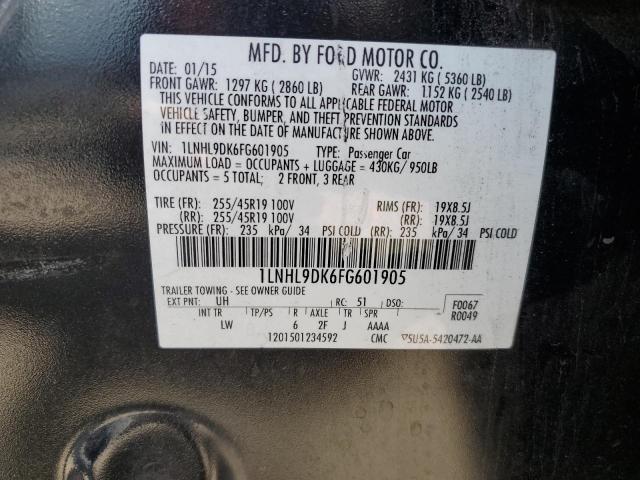 MFD. BY FORD MOTOR CO.
DATE: 01/15 GVWR: 2431 KG ( 5360 LB)
FRONT GAWR: 1297 KG ( 2860 LB) REAR GAWR: 1152 KG ( 2540 LB)
THIS VEHICLE CONFORMS TO ALL APPLICABLE FEDERAL MOTOR
VEHICLE SAFETY, BUMPER, AND THEFT PREVENTION STANDARDS
IN EFFECT ON THE DATE OF MANUFACTURE SHOWN ABOVE.
VIN: 1LNHL9DK6FG601905 TYPE: Passenger Car
MAXIMUM LOAD = OCCUPANTS + LUGGAGE = 430KG/ 950LB
OCCUPANTS = 5 TOTAL: 2 FRONT, 3 REAR
TIRE (FR): 255/45R19 100V RIMS (FR): 19X8.5J
(RR): 255/45R19 100V (RR): 19X8.5J
PRESSURE (FR): 235 kPa/ 34 PSI COLD (RR): 235 kPa/ 34 PSI COLD
1LNHL9DK6FG601905
TRAILER TOWING - SEE OWNER GUIDE
EXT PNT: UH RC: 51 DSO: F0067
INT TR TP/PS R AXLE TR SPR R0049
LW 6 2F J AAAA
1201501234592 CMC ▽5U5A-5420472-AA